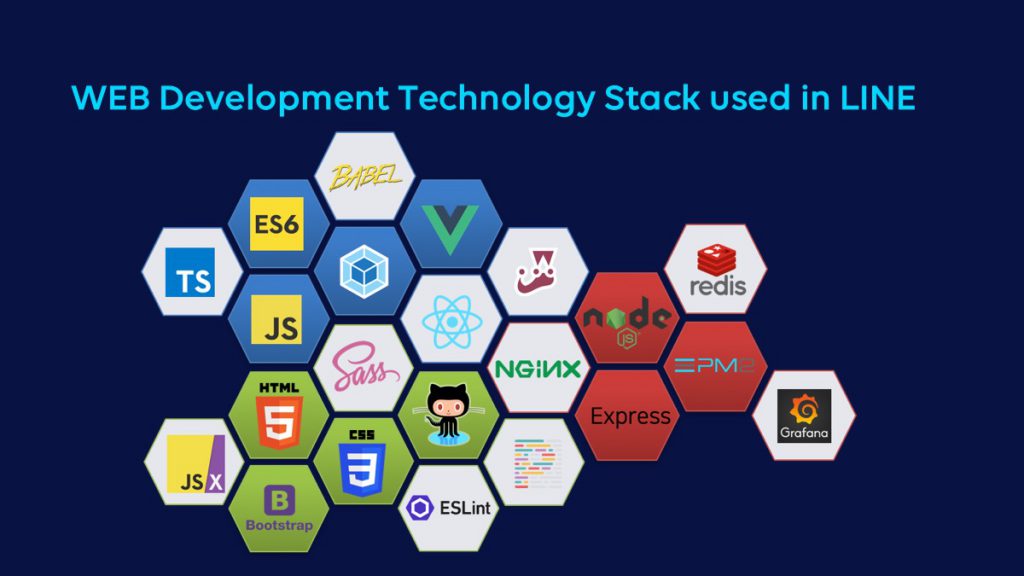 WEB Development Technology Stack used in LINE
BABEL
ES6
TS
JS
redis
node
JS
Sass
NGiNX
PM2
HTML
5
CSS
3
Express
Grafana
JS X
B
Bootstrap
ESLint